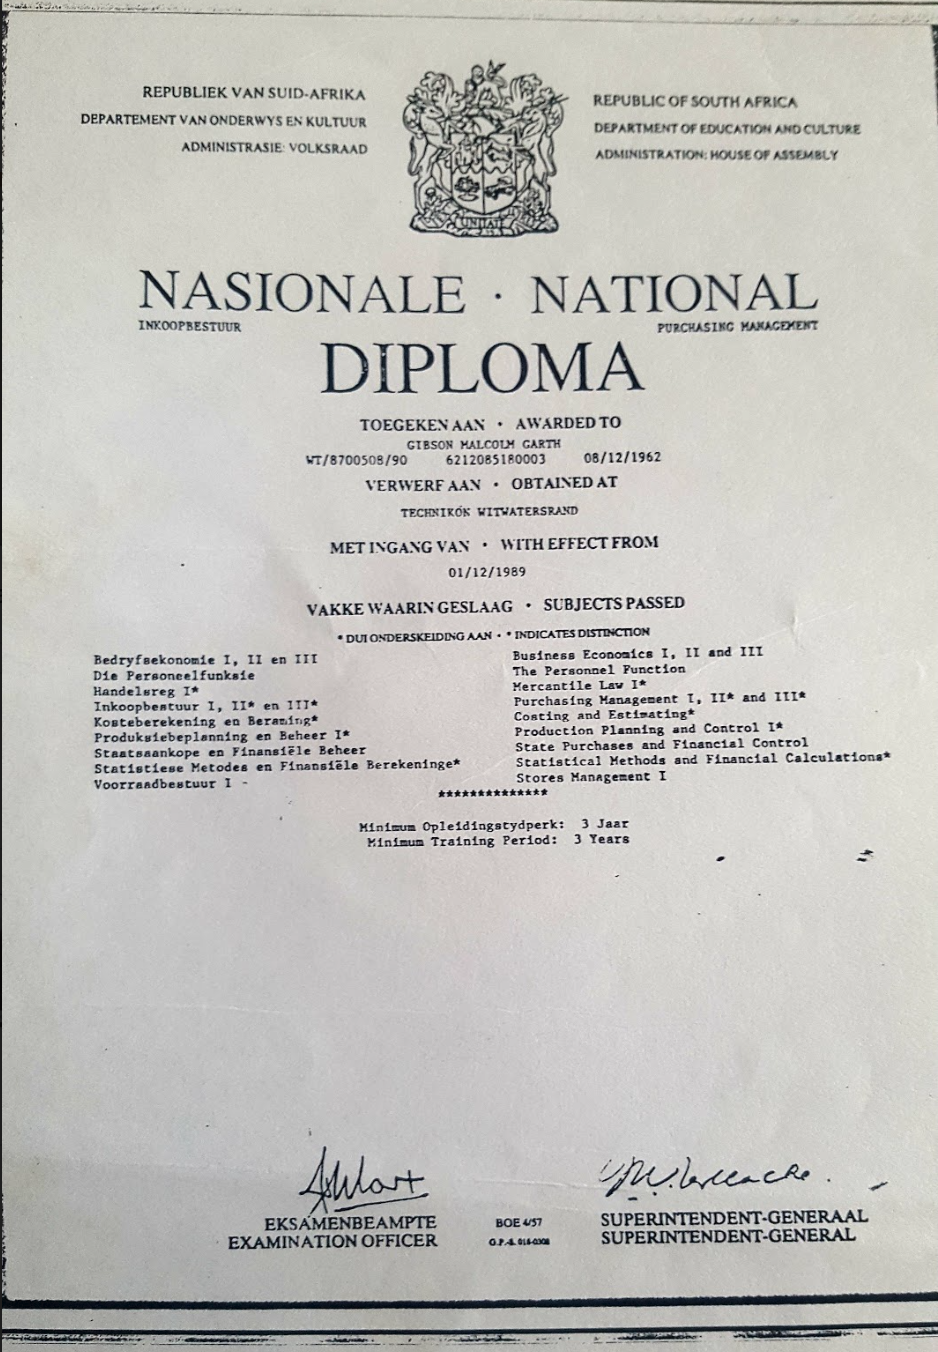 REPUBLIEK VAN SUID-AFRIKA
DEPARTEMENT VAN ONDERWYS EN KULTUUR
ADMINISTRASIE: VOLKSRAAD
REPUBLIC OF SOUTH AFRICA
DEPARTMENT OF EDUCATION AND CULTURE
ADMINISTRATION: HOUSE OF ASSEMBLY
NASIONALE · NATIONAL
INKOOPBESTUUR PURCHASING MANAGEMENT
DIPLOMA
TOEGEKEN AAN · AWARDED TO
GIBSON MALCOLM GARTH
WT/8700508/90 6212085180003 08/12/1962
VERWERF AAN · OBTAINED AT
TECHNIKON WITWATERSRAND
MET INGANG VAN · WITH EFFECT FROM
01/12/1989
VAKKE WAARIN GESLAAG · SUBJECTS PASSED
* DUI ONDERSKEIDING AAN · * INDICATES DISTINCTION
Bedryfsekonomie I, II en III
Die Personeelfunksie
Handelsreg I*
Inkoopbestuur I, II* en III*
Kosteberekening en Beraming*
Produksiebeplanning en Beheer I*
Staatsaankope en Finansiële Beheer
Statistiese Metodes en Finansiële Berekeninge*
Voorraadbestuur I -
Business Economics I, II and III
The Personnel Function
Mercantile Law I*
Purchasing Management I, II* and III*
Costing and Estimating*
Production Planning and Control I*
State Purchases and Financial Control
Statistical Methods and Financial Calculations*
Stores Management I
**************
Minimum Opleidingstydperk: 3 Jaar
Minimum Training Period: 3 Years
EKSAMENBEAMPTE
EXAMINATION OFFICER
BOE 4/57
SUPERINTENDENT-GENERAAL
SUPERINTENDENT-GENERAL